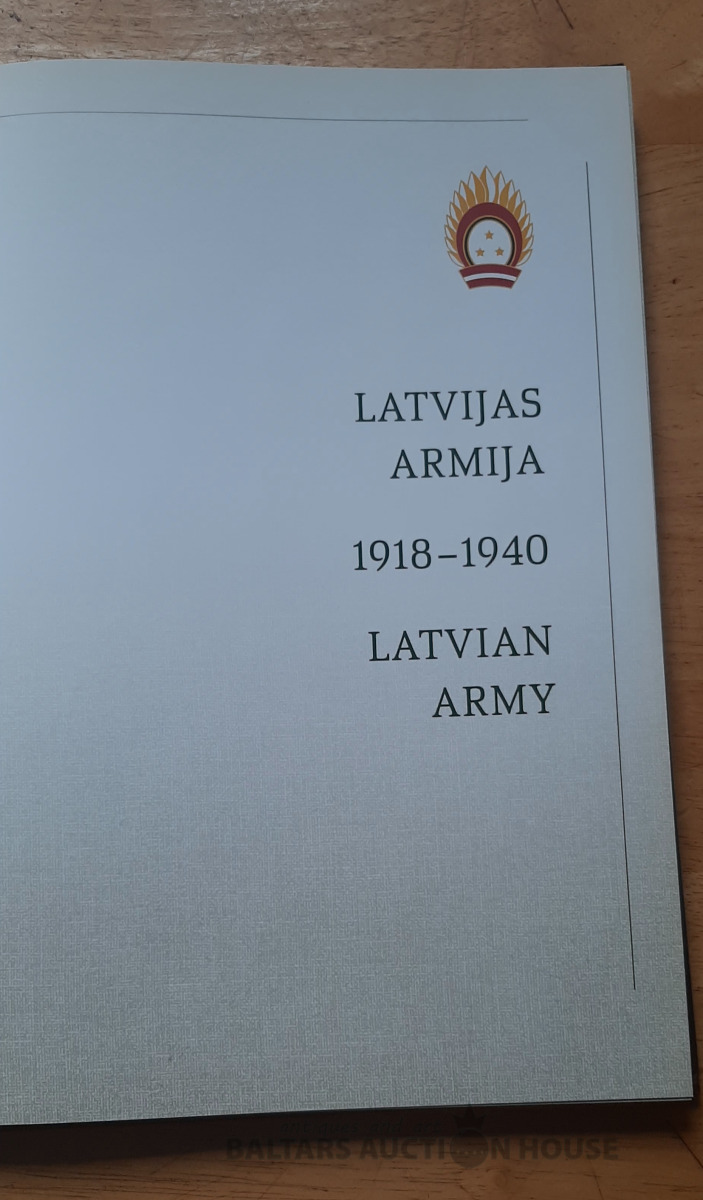 LATVIJAS
ARMIJA
1918–1940
LATVIAN
ARMY
BALTARS AUCTION HOUSE